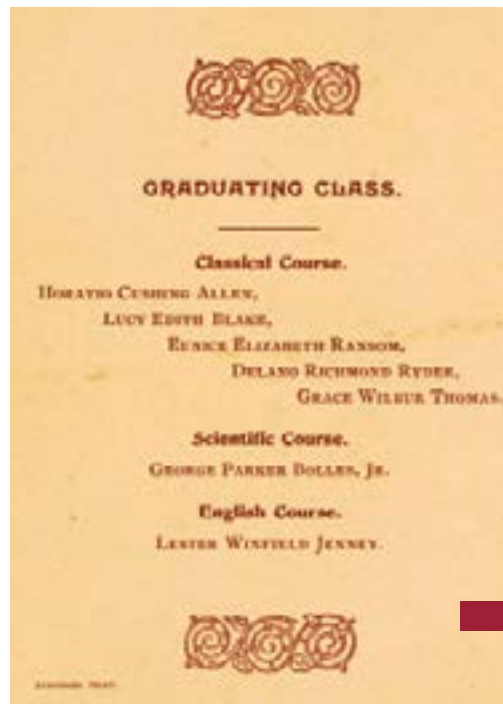 GRADUATING CLASS.
Classical Course.
HORATIO CUSHING ALLEN,
LUCY EDITH BLAKE,
EUNICE ELIZABETH RANSOM,
DELANO RICHMOND RYDER,
GRACE WILBUR THOMAS.
Scientific Course.
GEORGE PARKER BOLLES, JR.
English Course.
LESTER WINFIELD JENNEY.